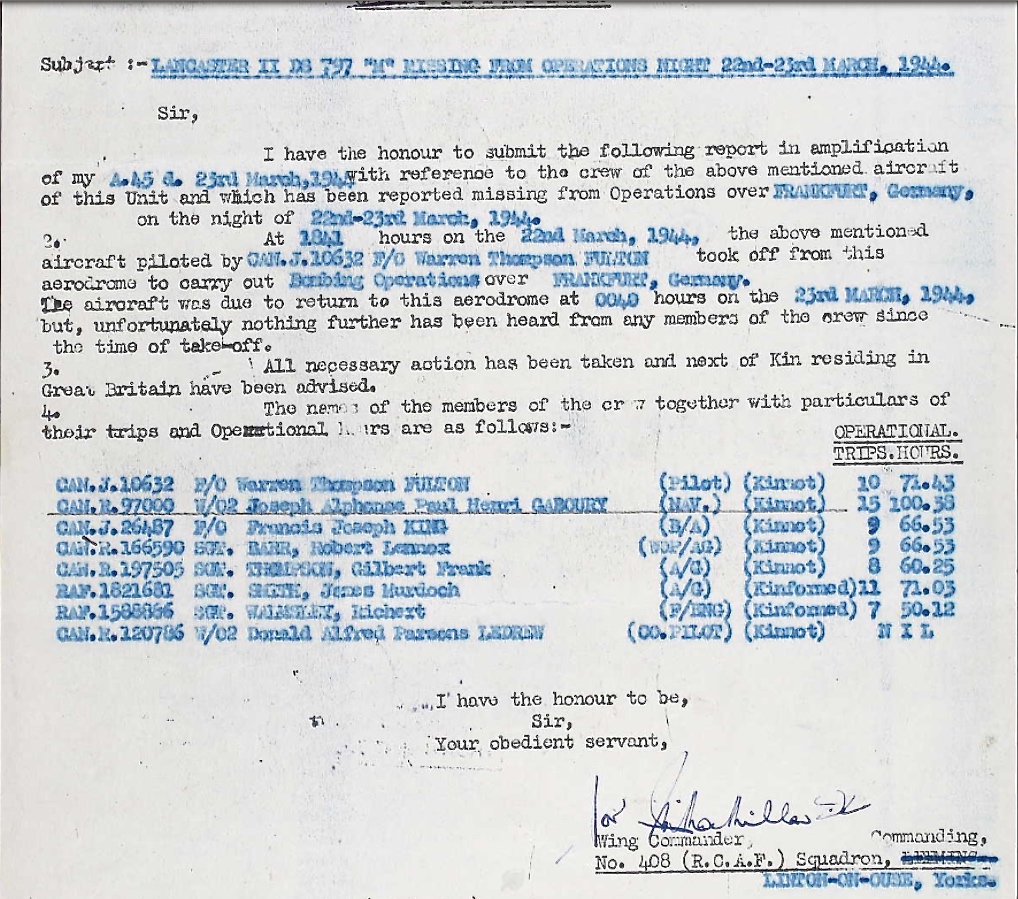 Subject :- LANCASTER II DS 797 "M" MISSING FROM OPERATIONS NIGHT 22nd-23rd MARCH, 1944.
Sir,
I have the honour to submit the following report in amplification
of my A.45 d. 23rd March,1944 with reference to the crew of the above mentioned aircraft
of this Unit and which has been reported missing from Operations over FRANKFURT, Germany,
on the night of 22nd-23rd March, 1944.
2. At 1841 hours on the 22nd March, 1944, the above mentioned
aircraft piloted by CAN.J.10632 F/O Warren Thompson FULTON took off from this
aerodrome to carry out Bombing Operations over FRANKFURT, Germany.
The aircraft was due to return to this aerodrome at 0040 hours on the 23rd MARCH, 1944,
but, unfortunately nothing further has been heard from any members of the crew since
the time of take-off.
3. All necessary action has been taken and next of Kin residing in
Great Britain have been advised.
4. The names of the members of the crew together with particulars of
their trips and Operational hours are as follows:-
OPERATIONAL.
TRIPS.HOURS.
CAN.J.10632 F/O Warren Thompson FULTON (Pilot) (Kinnot) 10 71.43
CAN.R.97000 W/O2 Joseph Alphonse Paul Henri GABOURY (NAV.) (Kinnot) 15 100.38
CAN.J.26487 F/O Francis Joseph KING (B/A) (Kinnot) 9 66.53
CAN.R.166590 SGT. BARR, Robert Lennox (WOP/AG) (Kinnot) 9 66.53
CAN.R.197505 SGT. THOMPSON, Gilbert Frank (A/G) (Kinnot) 8 60.25
RAF.1821681 SGT. SMITH, James Murdoch (A/G) (Kinformed) 11 71.03
RAF.1588866 SGT. WALMSLEY, Richert (F/ENG) (Kinformed) 7 50.12
CAN.R.120786 W/O2 Donald Alfred Parsons LEDREW (CO.PILOT) (Kinnot) N I L
I have the honour to be,
Sir,
Your obedient servant,
for
Wing Commander, Commanding,
No. 408 (R.C.A.F.) Squadron, LEEMING.
LINTON-ON-OUSE, Yorks.